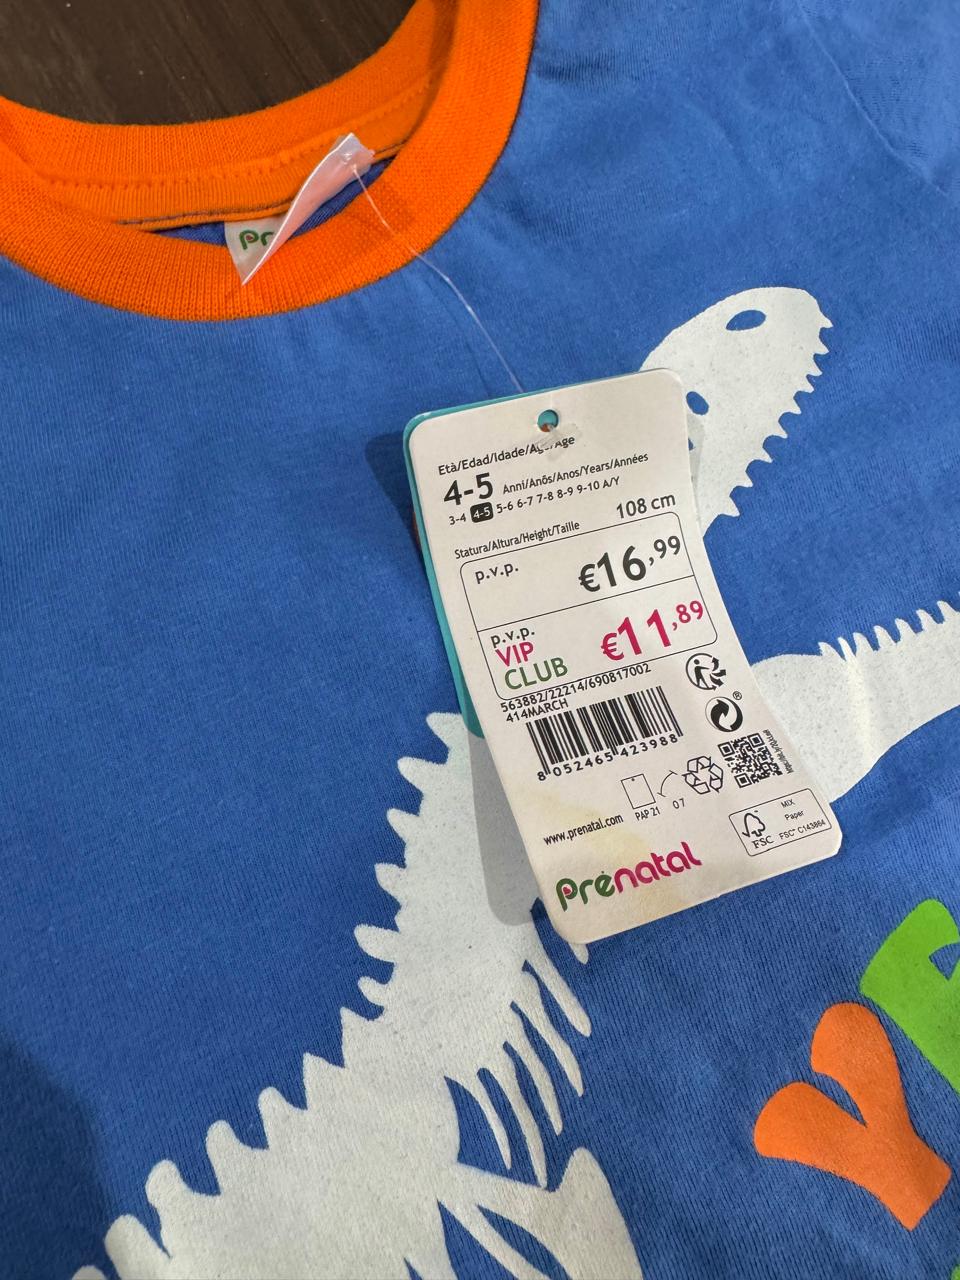 Pr
Età/Edad/Idade/Age/Age
4-5 Anni/Anõs/Anos/Years/Années
3-4 4-5 5-6 6-7 7-8 8-9 9-10 A/Y
Statura/Altura/Height/Taille 108 cm
p.v.p. €16,99
p.v.p.
VIP
CLUB €11,89
563882/22214/690817002
414MARCH
8 052465 423988
PAP 21 07
www.prenatal.com
MIX
Paper
FSC® C143864
FSC
Prénatal
Y